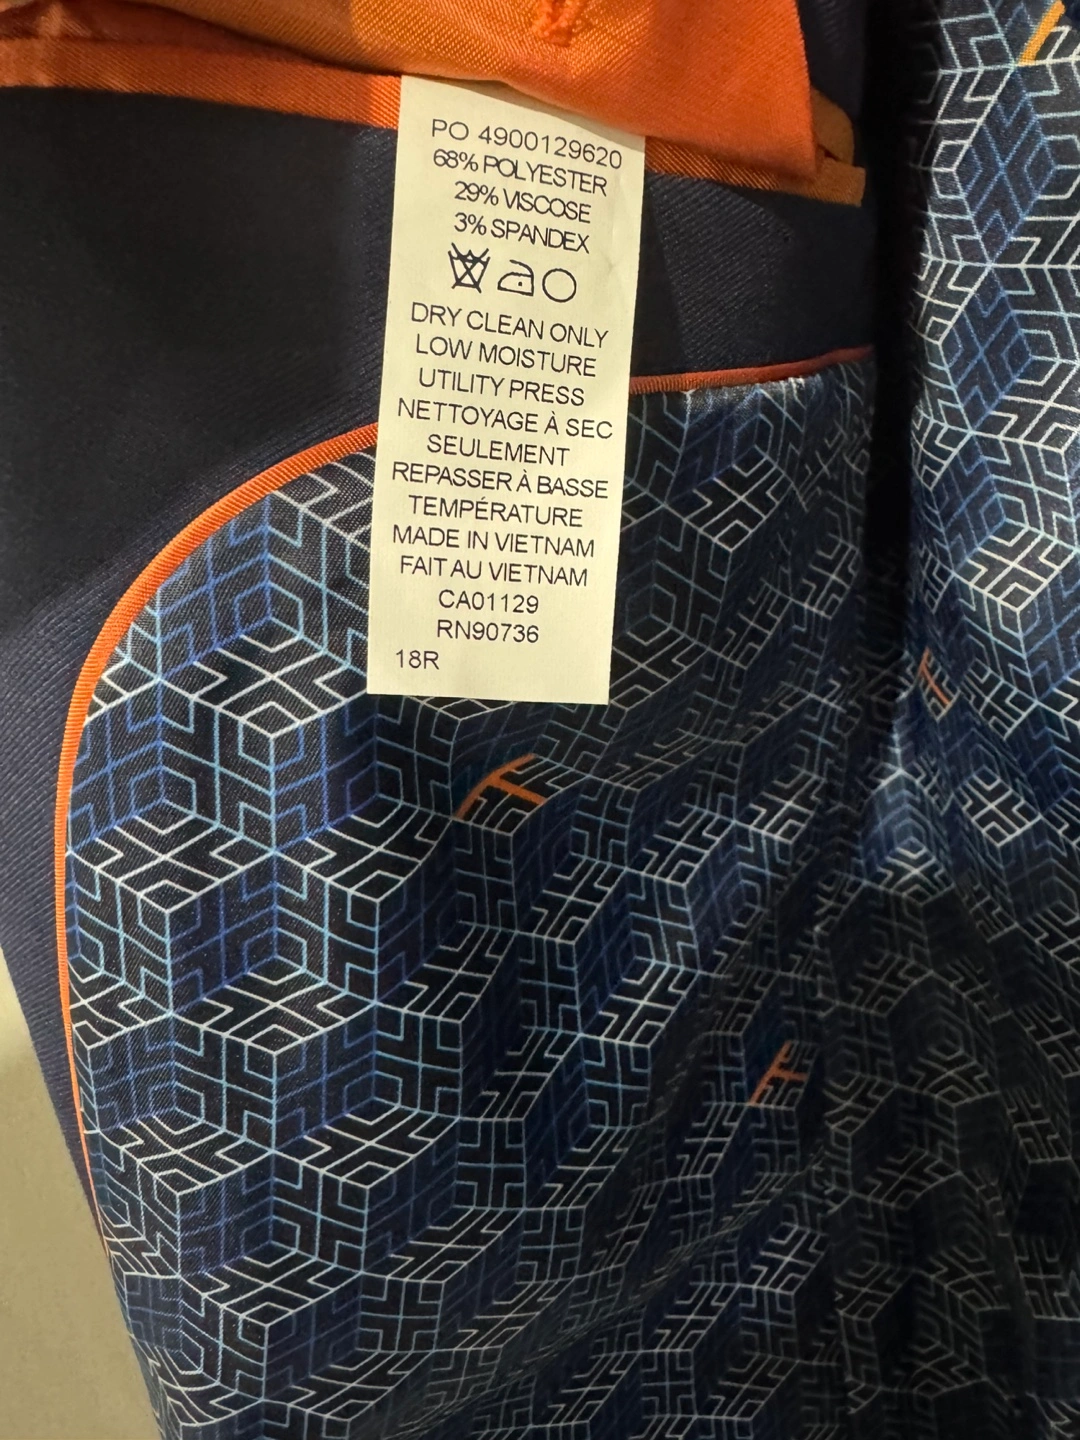 PO 4900129620
68% POLYESTER
29% VISCOSE
3% SPANDEX
DRY CLEAN ONLY
LOW MOISTURE
UTILITY PRESS
NETTOYAGE À SEC
SEULEMENT
REPASSER À BASSE
TEMPÉRATURE
MADE IN VIETNAM
FAIT AU VIETNAM
CA01129
RN90736
18R